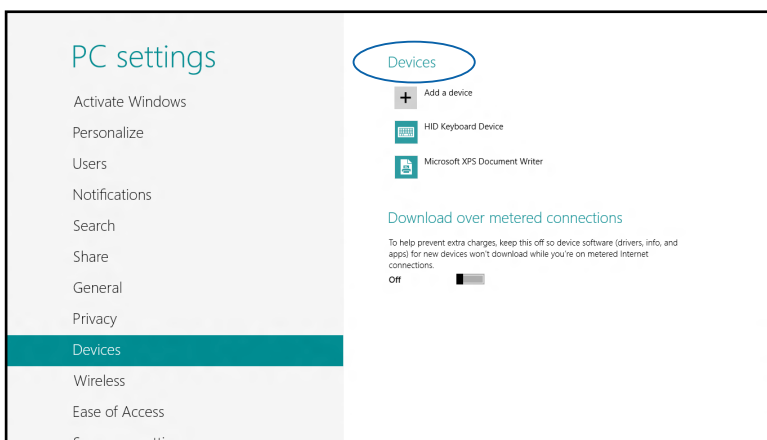 PC settings
Activate Windows
Personalize
Users
Notifications
Search
Share
General
Privacy
Devices
Wireless
Ease of Access
Devices
Add a device
HID Keyboard Device
Microsoft XPS Document Writer
Download over metered connections
To help prevent extra charges, keep this off so device software (drivers, info, and
apps) for new devices won't download while you're on metered Internet
connections.
Off